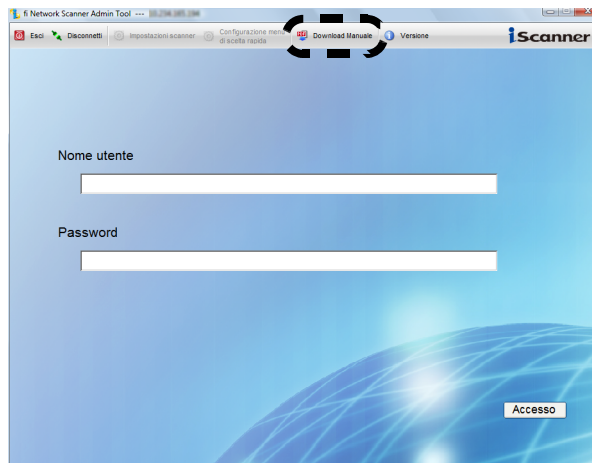 fi Network Scanner Admin Tool ---
Esci Disconnetti Impostazioni scanner Configurazione menu di scelta rapida Download Manuale Versione iScanner
Nome utente
Password
Accesso